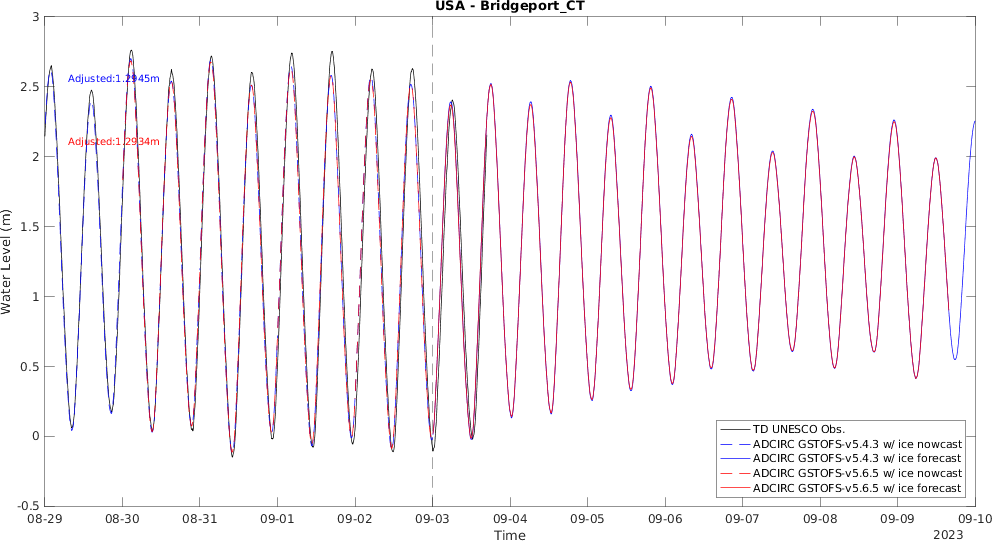 USA - Bridgeport_CT
3
2.5
2
1.5
1
0.5
0
-0.5
Water Level (m)
Adjusted:1.2945m
Adjusted:1.2934m
TD UNESCO Obs.
ADCIRC GSTOFS-v5.4.3 w/ ice nowcast
ADCIRC GSTOFS-v5.4.3 w/ ice forecast
ADCIRC GSTOFS-v5.6.5 w/ ice nowcast
ADCIRC GSTOFS-v5.6.5 w/ ice forecast
08-29 08-30 08-31 09-01 09-02 09-03 09-04 09-05 09-06 09-07 09-08 09-09 09-10
Time
2023